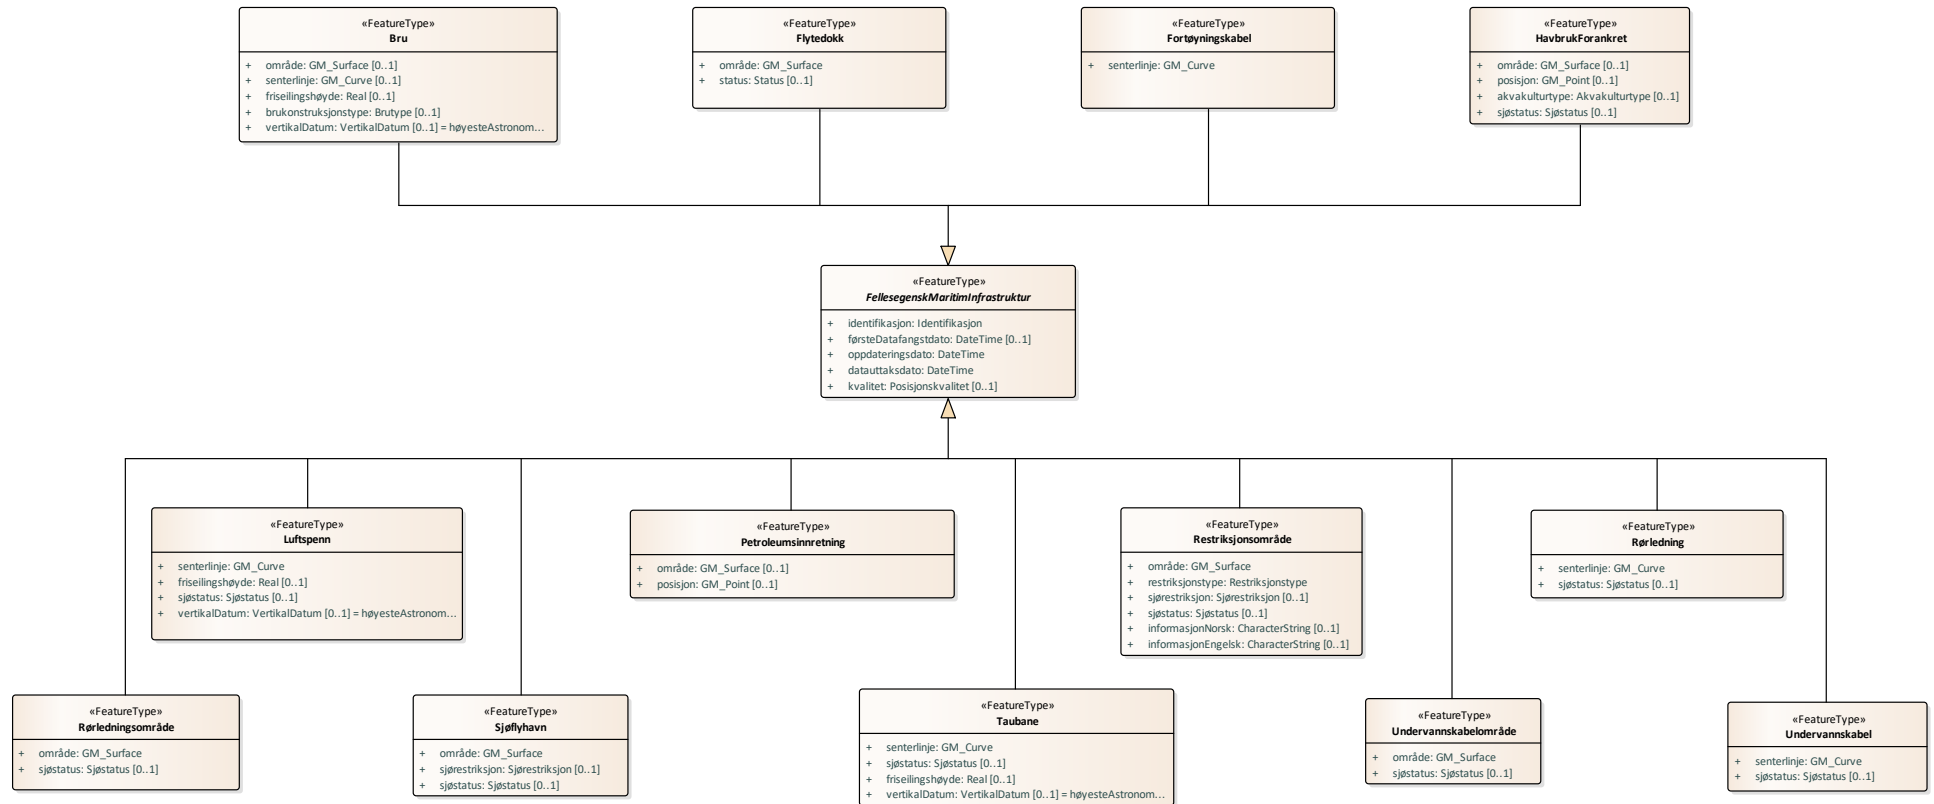 «FeatureType»
Bru
+ område: GM_Surface [0..1]
+ senterlinje: GM_Curve [0..1]
+ friseilingshøyde: Real [0..1]
+ brukonstruksjonstype: Brutype [0..1]
+ vertikalDatum: VertikalDatum [0..1] = høyesteAstronom...
«FeatureType»
Flytedokk
+ område: GM_Surface
+ status: Status [0..1]
«FeatureType»
Fortøyningskabel
+ senterlinje: GM_Curve
«FeatureType»
HavbrukForankret
+ område: GM_Surface [0..1]
+ posisjon: GM_Point [0..1]
+ akvakulturtype: Akvakulturtype [0..1]
+ sjøstatus: Sjøstatus [0..1]
«FeatureType»
FellesegenskMaritimInfrastruktur
+ identifikasjon: Identifikasjon
+ førsteDatafangstdato: DateTime [0..1]
+ oppdateringsdato: DateTime
+ datauttaksdato: DateTime
+ kvalitet: Posisjonskvalitet [0..1]
«FeatureType»
Luftspenn
+ senterlinje: GM_Curve
+ friseilingshøyde: Real [0..1]
+ sjøstatus: Sjøstatus [0..1]
+ vertikalDatum: VertikalDatum [0..1] = høyesteAstronom...
«FeatureType»
Petroleumsinnretning
+ område: GM_Surface [0..1]
+ posisjon: GM_Point [0..1]
«FeatureType»
Restriksjonsområde
+ område: GM_Surface
+ restriksjonstype: Restriksjonstype
+ sjørestriksjon: Sjørestriksjon [0..1]
+ sjøstatus: Sjøstatus [0..1]
+ informasjonNorsk: CharacterString [0..1]
+ informasjonEngelsk: CharacterString [0..1]
«FeatureType»
Rørledning
+ senterlinje: GM_Curve
+ sjøstatus: Sjøstatus [0..1]
«FeatureType»
Rørledningsområde
+ område: GM_Surface
+ sjøstatus: Sjøstatus [0..1]
«FeatureType»
Sjøflyhavn
+ område: GM_Surface
+ sjørestriksjon: Sjørestriksjon [0..1]
+ sjøstatus: Sjøstatus [0..1]
«FeatureType»
Taubane
+ senterlinje: GM_Curve
+ sjøstatus: Sjøstatus [0..1]
+ friseilingshøyde: Real [0..1]
+ vertikalDatum: VertikalDatum [0..1] = høyesteAstronom...
«FeatureType»
Undervannskabelområde
+ område: GM_Surface
+ sjøstatus: Sjøstatus [0..1]
«FeatureType»
Undervannskabel
+ senterlinje: GM_Curve
+ sjøstatus: Sjøstatus [0..1]